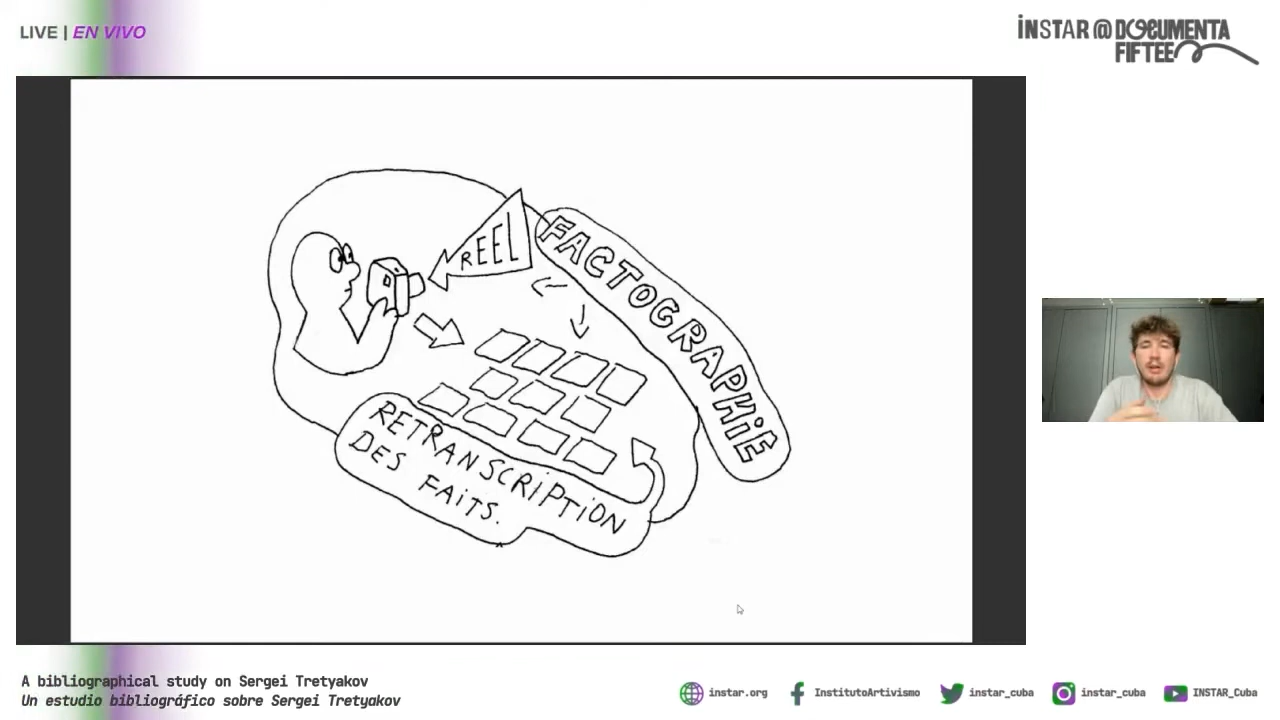 LIVE | EN VIVO
iNSTAR @ DOCUMENTA
FIFTEE
REEL
FACTOGRAPHiE
RETRANSCRiPTiON
DES FAiTS.
A bibliographical study on Sergei Tretyakov
Un estudio bibliográfico sobre Sergei Tretyakov
instar.org
InstitutoArtivismo
instar_cuba
instar_cuba
INSTAR_Cuba